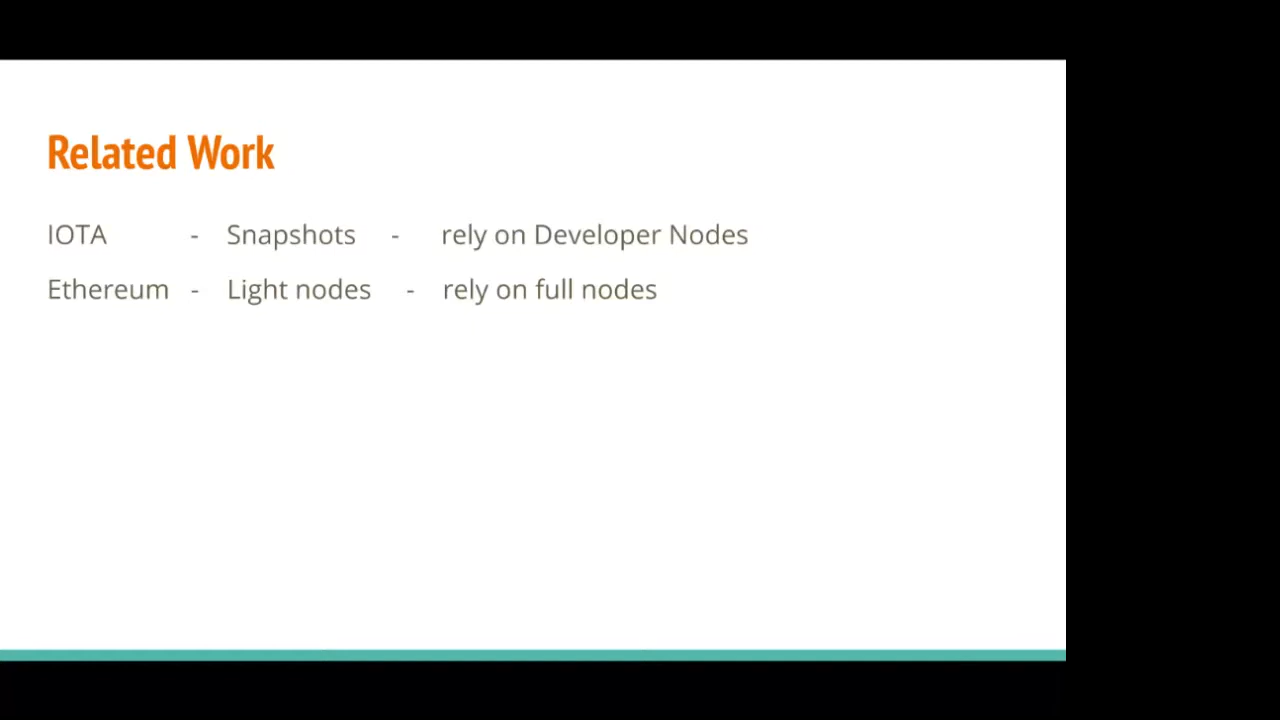 Related Work
IOTA - Snapshots - rely on Developer Nodes
Ethereum - Light nodes - rely on full nodes